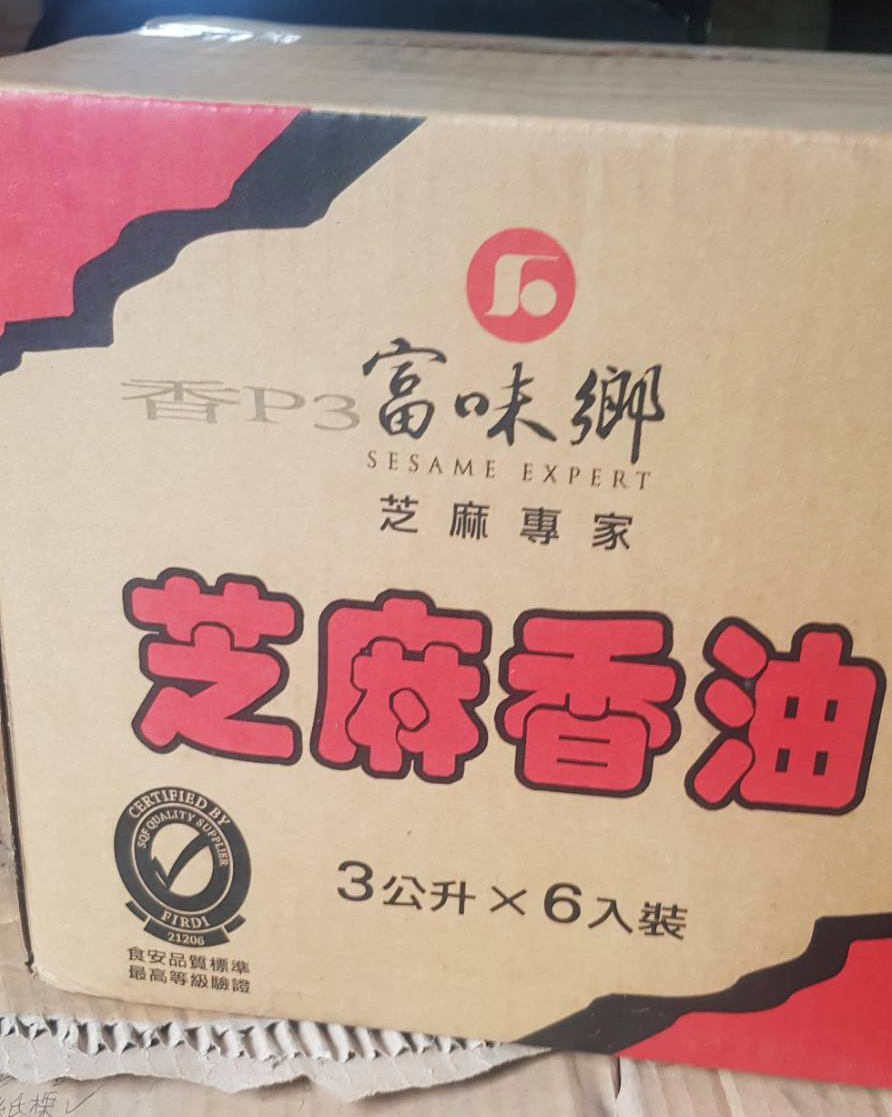 香P3
富味鄉
SESAME EXPERT
芝麻專家
芝麻香油
CERTIFIED BY
SQF QUALITY SUPPLIER
FIRDI
21206
食安品質標準
最高等級驗證
3公升×6入裝